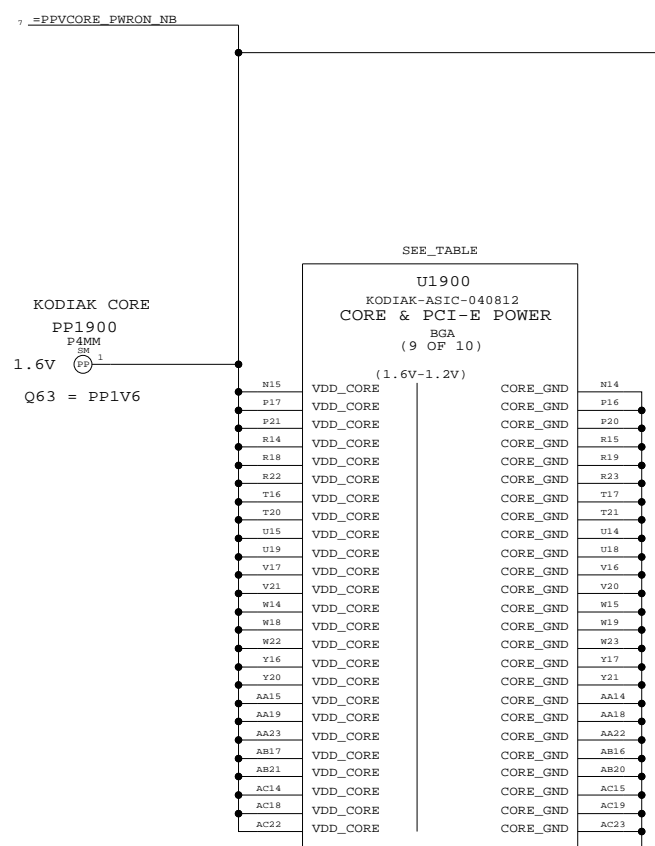 7 =PPVCORE_PWRON_NB
SEE_TABLE
U1900
KODIAK-ASIC-040812
CORE & PCI-E POWER
BGA
(9 OF 10)
(1.6V-1.2V)
KODIAK CORE
PP1900
P4MM
SM
1.6V PP 1
Q63 = PP1V6
N15 VDD_CORE CORE_GND N14
P17 VDD_CORE CORE_GND P16
P21 VDD_CORE CORE_GND P20
R14 VDD_CORE CORE_GND R15
R18 VDD_CORE CORE_GND R19
R22 VDD_CORE CORE_GND R23
T16 VDD_CORE CORE_GND T17
T20 VDD_CORE CORE_GND T21
U15 VDD_CORE CORE_GND U14
U19 VDD_CORE CORE_GND U18
V17 VDD_CORE CORE_GND V16
V21 VDD_CORE CORE_GND V20
W14 VDD_CORE CORE_GND W15
W18 VDD_CORE CORE_GND W19
W22 VDD_CORE CORE_GND W23
Y16 VDD_CORE CORE_GND Y17
Y20 VDD_CORE CORE_GND Y21
AA15 VDD_CORE CORE_GND AA14
AA19 VDD_CORE CORE_GND AA18
AA23 VDD_CORE CORE_GND AA22
AB17 VDD_CORE CORE_GND AB16
AB21 VDD_CORE CORE_GND AB20
AC14 VDD_CORE CORE_GND AC15
AC18 VDD_CORE CORE_GND AC19
AC22 VDD_CORE CORE_GND AC23